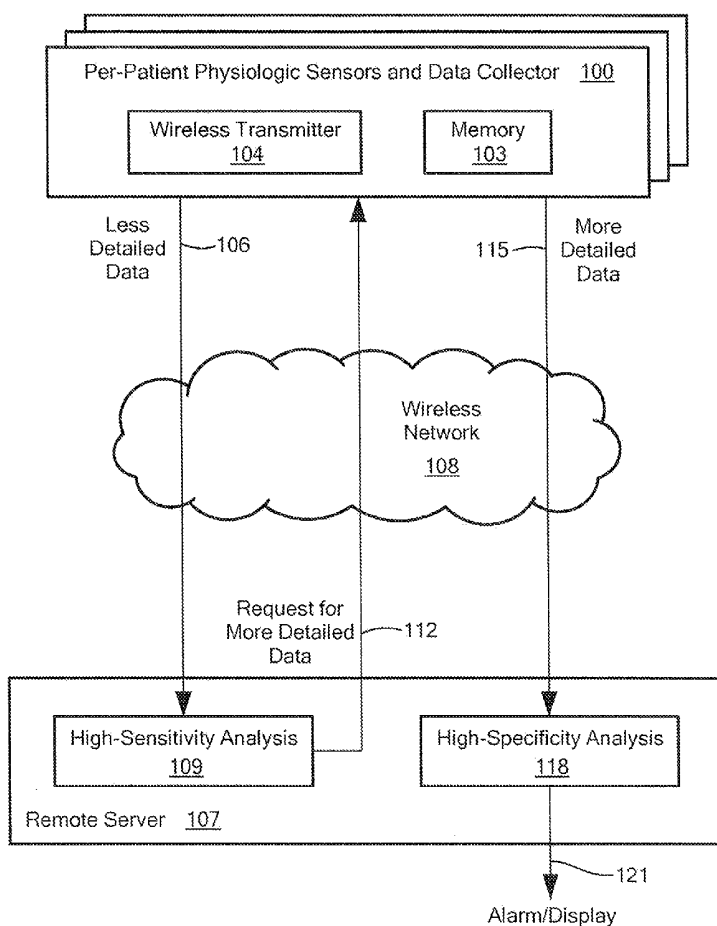 Per-Patient Physiologic Sensors and Data Collector 100
Wireless Transmitter
104
Memory
103
Less
Detailed
Data
106
115
More
Detailed
Data
Wireless
Network
108
Request for
More Detailed
Data
112
High-Sensitivity Analysis
109
High-Specificity Analysis
118
Remote Server 107
121
Alarm/Display